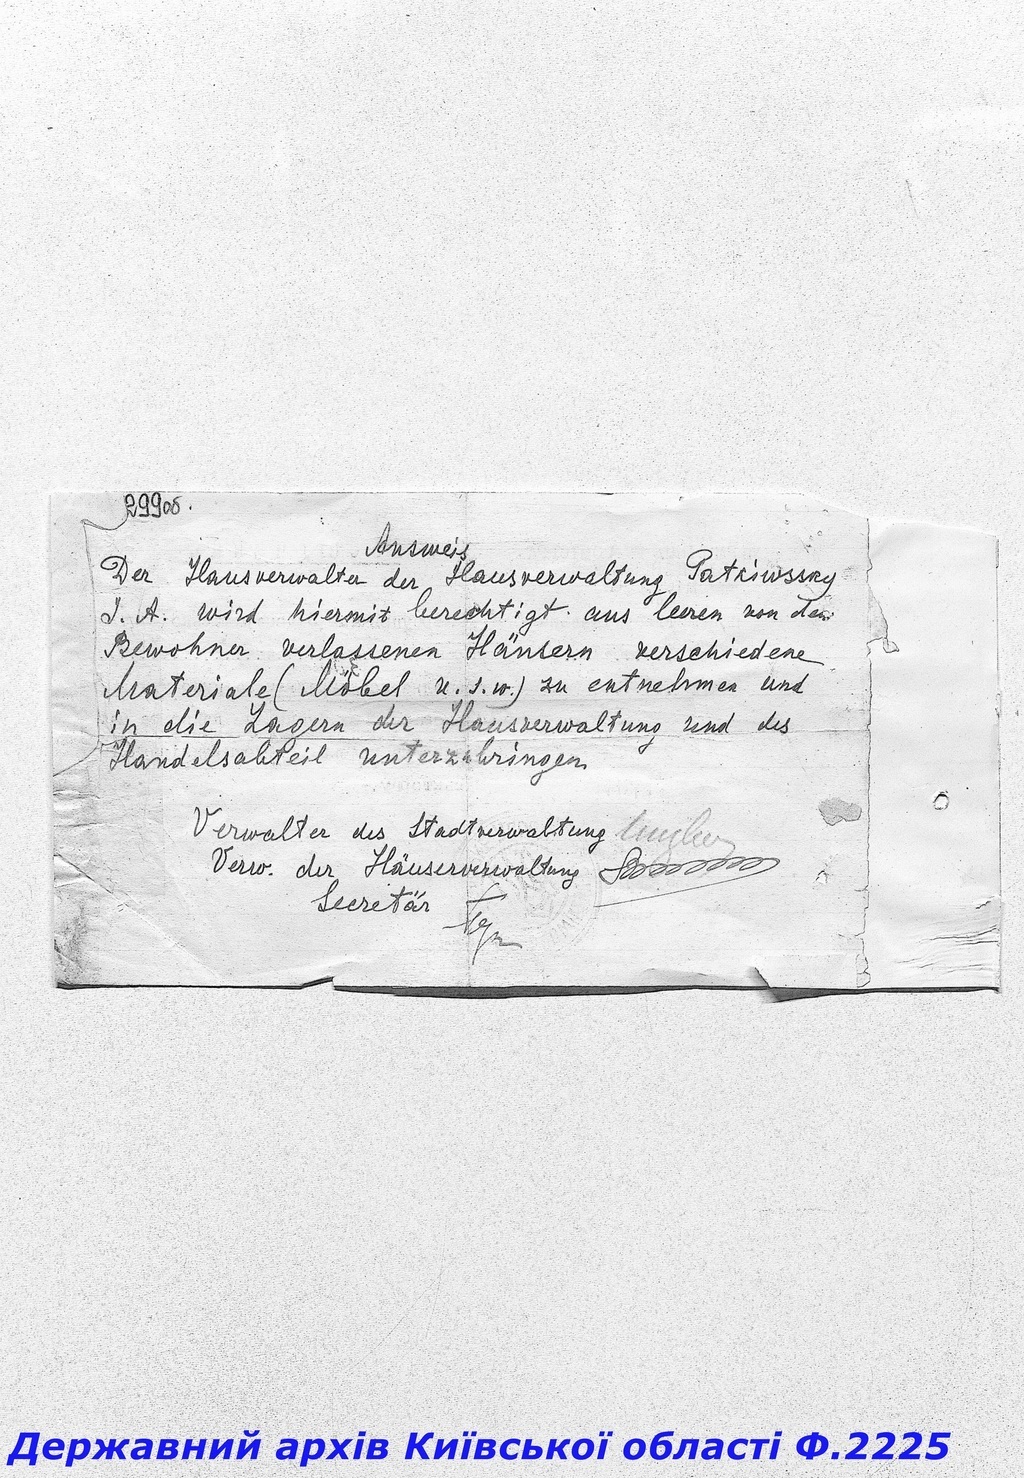 299об.
Ausweis
Der Hausverwalter der Hausverwaltung Patkiwssky
I. A. wird hiermit berechtigt aus leeren von den
Bewohner verlassenen Häusern verschiedene
Materiale (Möbel u.s.w.) zu entnehmen und
in die Lagern der Hausverwaltung und des
Handelsabteil unterzubringen
Verwalter des Stadtverwaltung
Verw. der Häuserverwaltung
Secretär
Державний архів Київської області Ф.2225